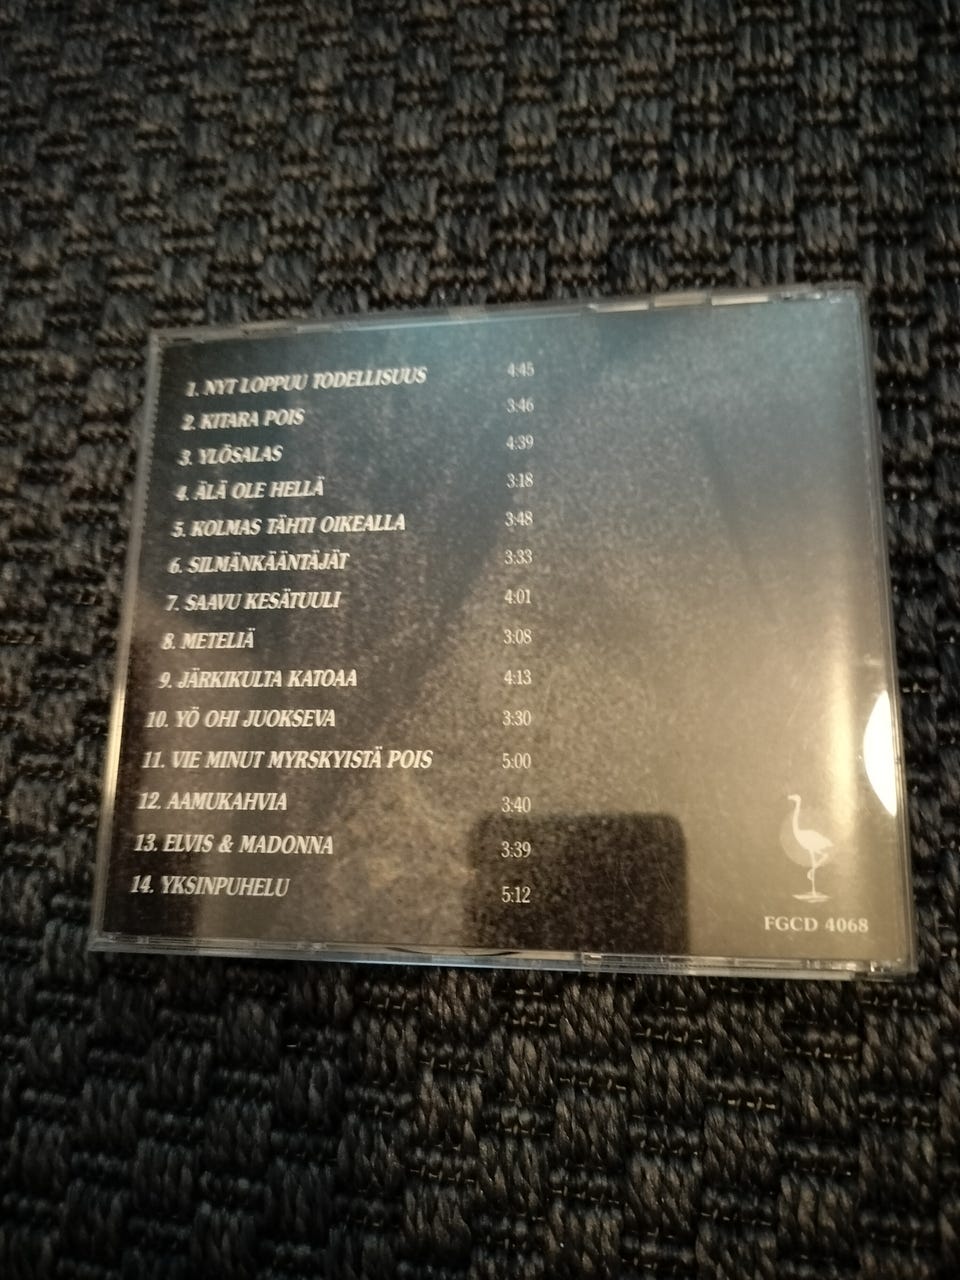 1. NYT LOPPUU TODELLISUUS 4:45
2. KITARA POIS 3:46
3. YLÖSALAS 4:39
4. ÄLÄ OLE HELLÄ 3:18
5. KOLMAS TÄHTI OIKEALLA 3:48
6. SILMÄNKÄÄNTÄJÄT 3:33
7. SAAVU KESÄTUULI 4:01
8. METELIÄ 3:08
9. JÄRKIKULTA KATOAA 4:13
10. YÖ OHI JUOKSEVA 3:30
11. VIE MINUT MYRSKYISTÄ POIS 5:00
12. AAMUKAHVIA 3:40
13. ELVIS & MADONNA 3:39
14. YKSINPUHELU 5:12
FGCD 4068